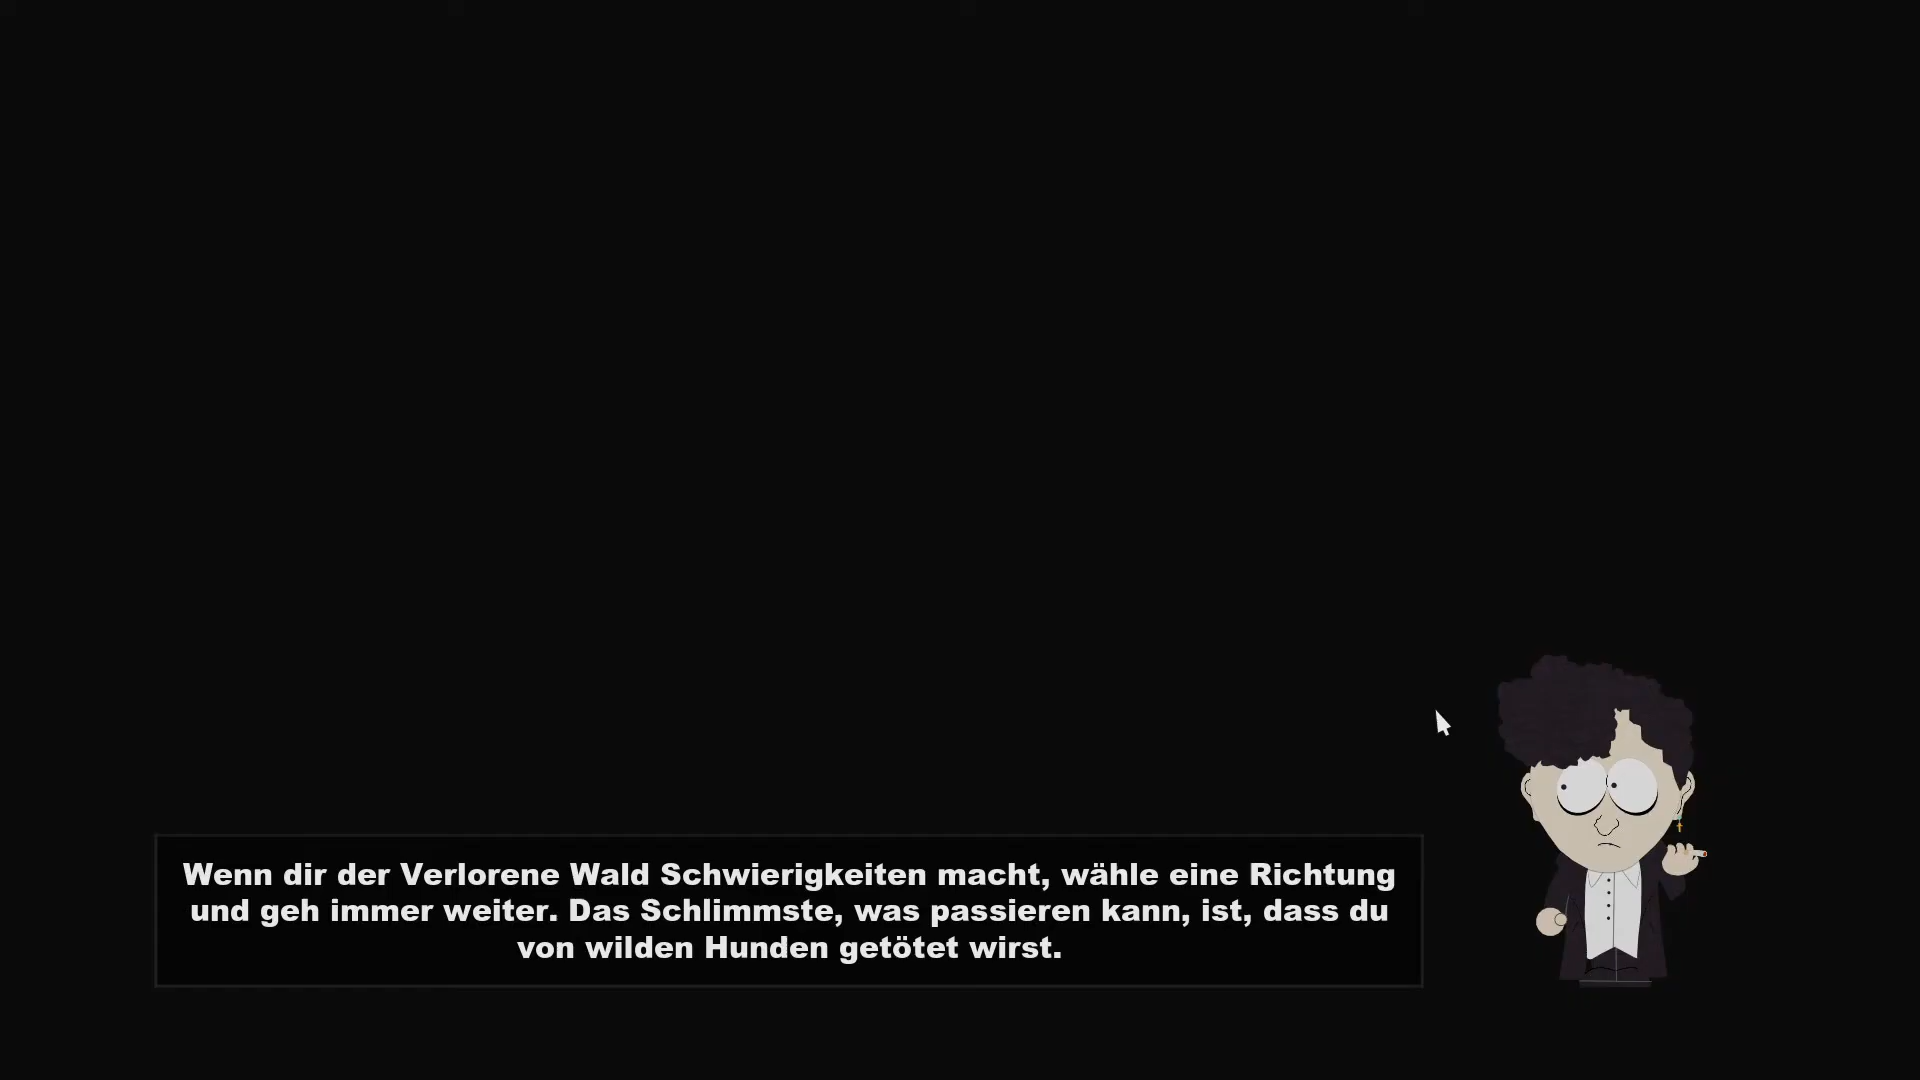 Wenn dir der Verlorene Wald Schwierigkeiten macht, wähle eine Richtung
und geh immer weiter. Das Schlimmste, was passieren kann, ist, dass du
von wilden Hunden getötet wirst.